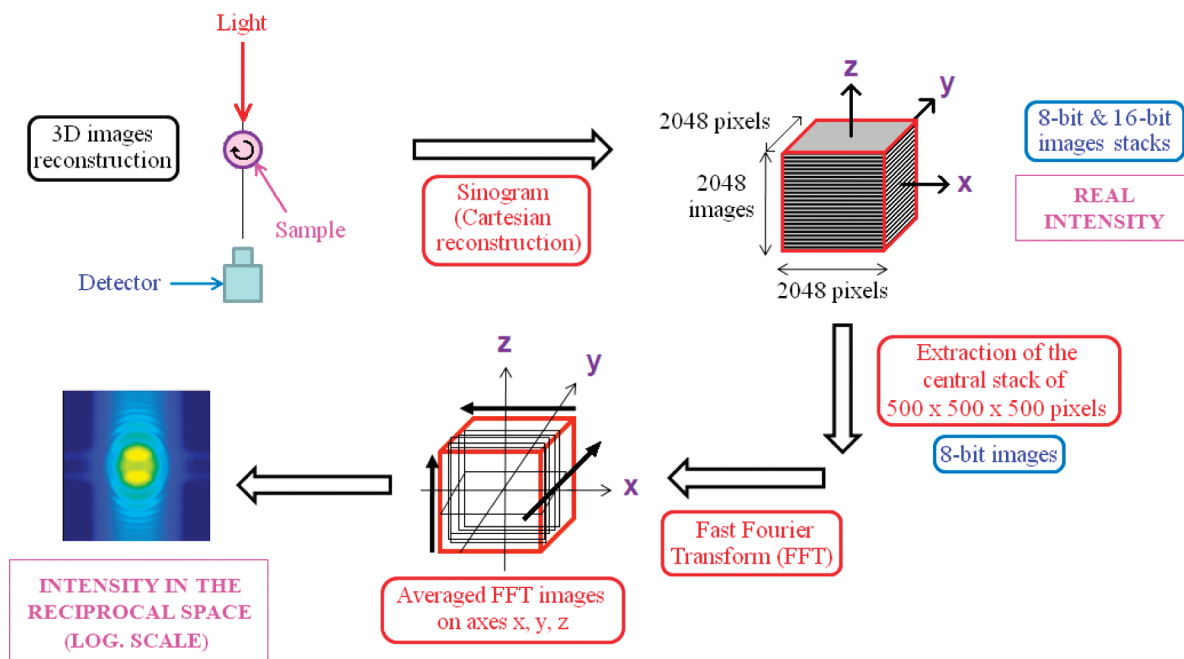 Light
3D images
reconstruction
Sample
Detector
Sinogram
(Cartesian
reconstruction)
z
y
x
2048 pixels
2048
images
2048 pixels
8-bit & 16-bit
images stacks
REAL
INTENSITY
Extraction of the
central stack of
500 x 500 x 500 pixels
8-bit images
Fast Fourier
Transform (FFT)
z
y
x
Averaged FFT images
on axes x, y, z
INTENSITY IN THE
RECIPROCAL SPACE
(LOG. SCALE)